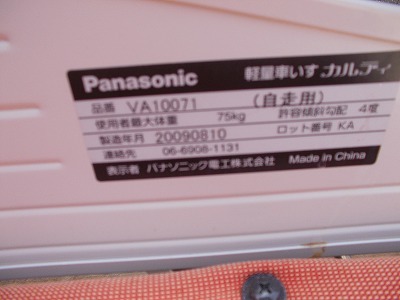 Panasonic 軽量車いす カルティ
品番 VA10071 (自走用)
使用者最大体重 75kg 許容傾斜勾配 4度
製造年月 20090810 ロット番号 KA
連絡先 06-6908-1131
表示者 パナソニック電工株式会社 Made in China